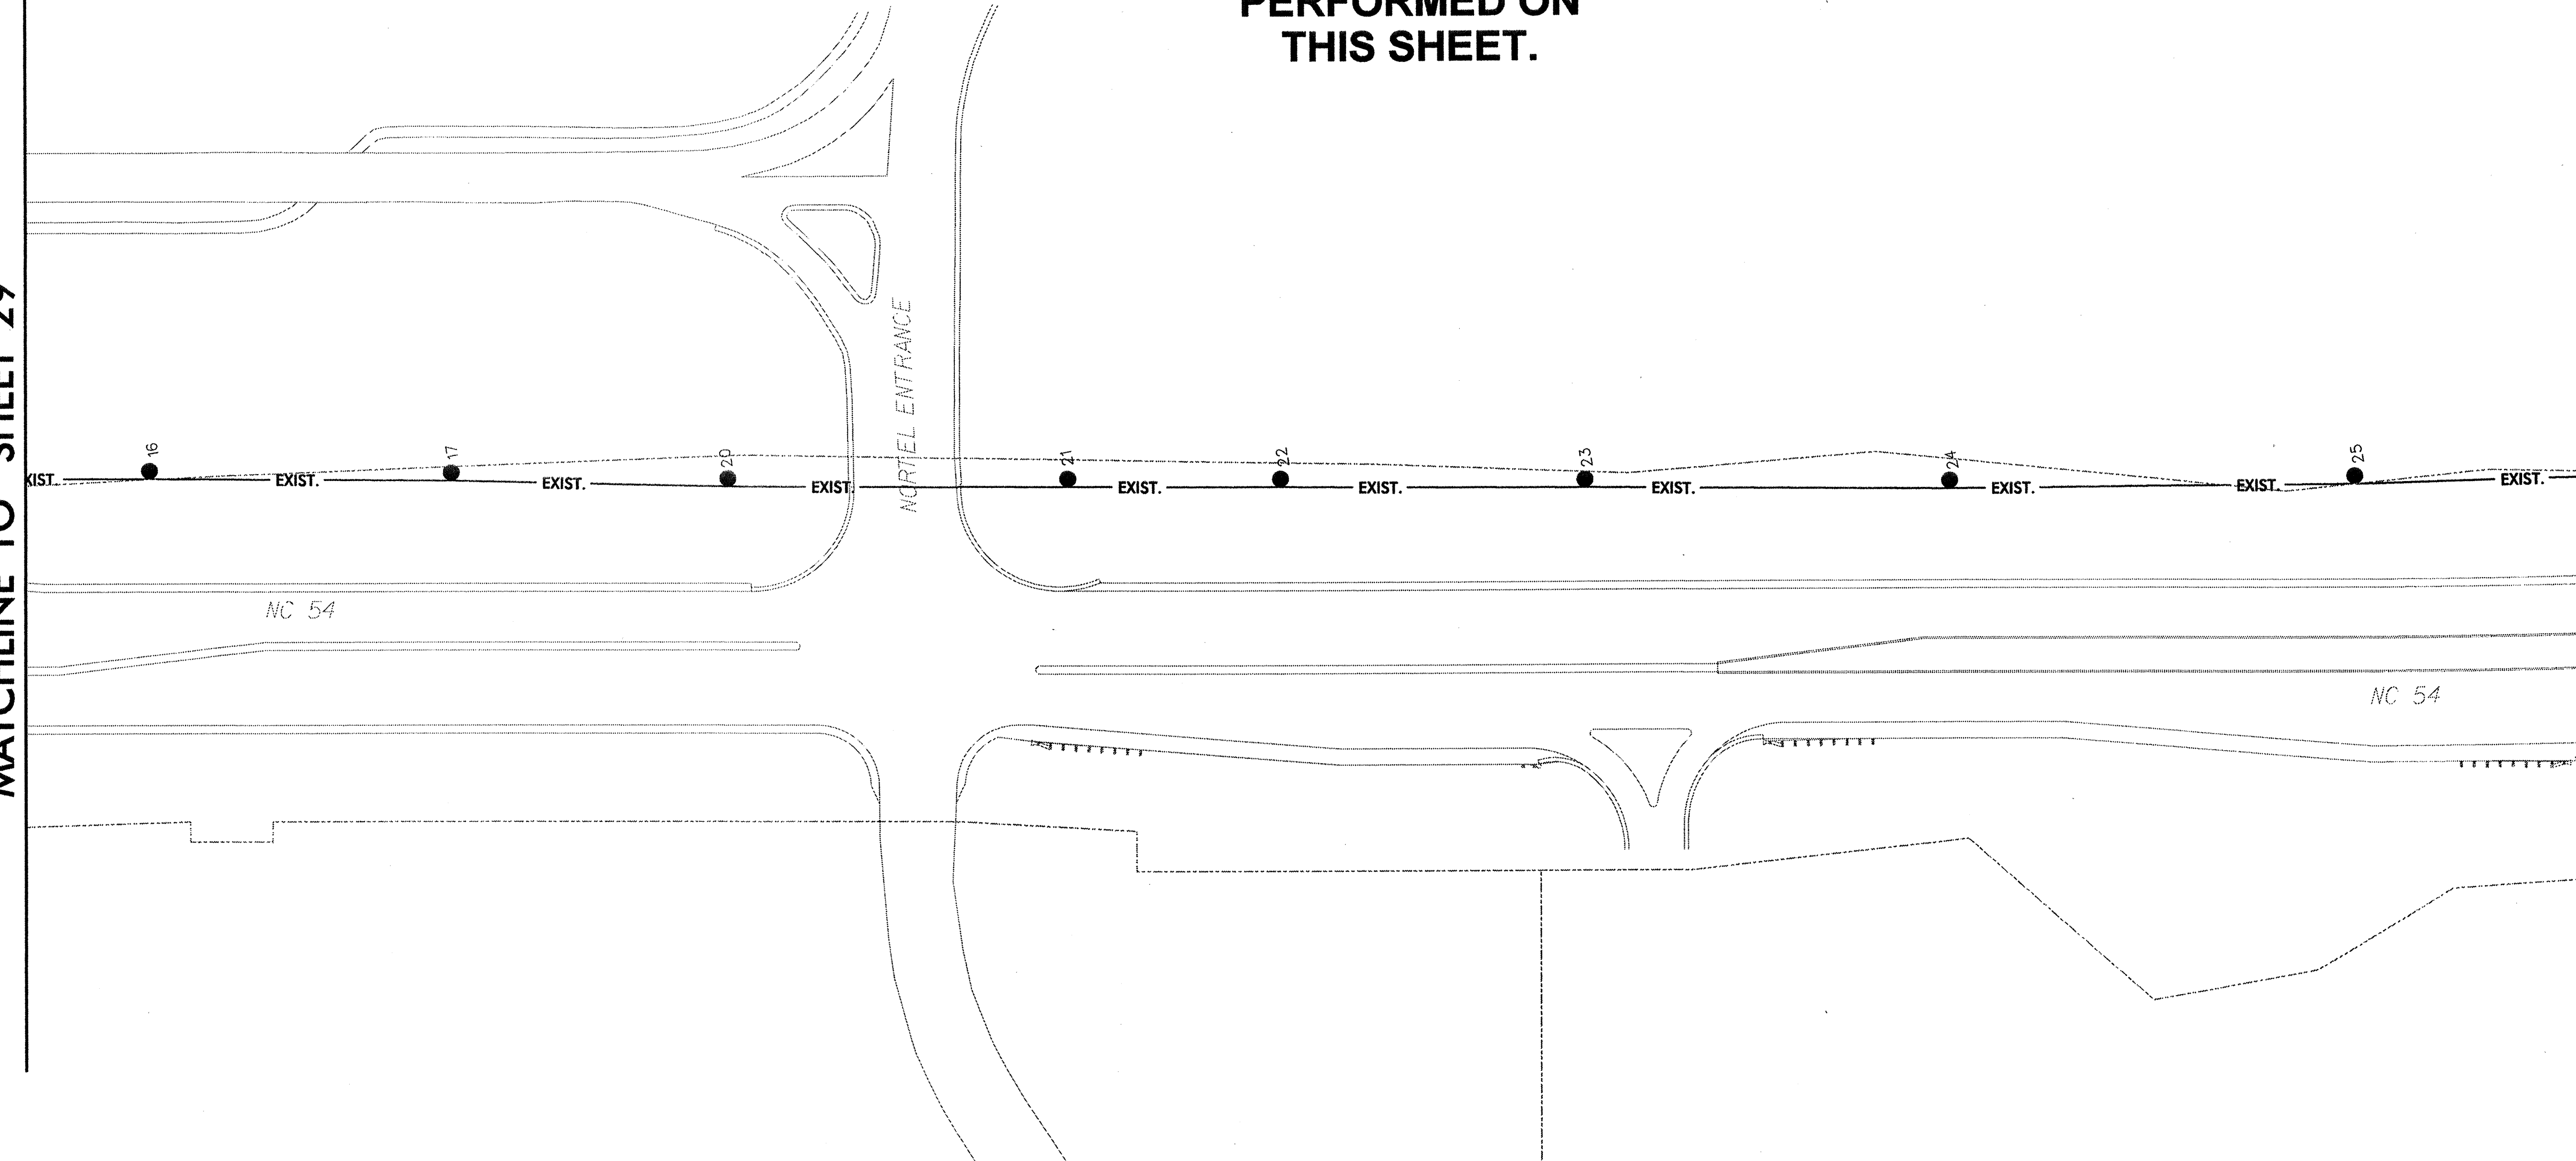 PERFORMED ON
THIS SHEET.
MATCHLINE TO SHEET 29
NORTEL ENTRANCE
16
17
20
21
22
23
24
25
EXIST.
EXIST.
EXIST.
EXIST.
EXIST.
EXIST.
EXIST.
EXIST.
EXIST.
NC 54
NC 54